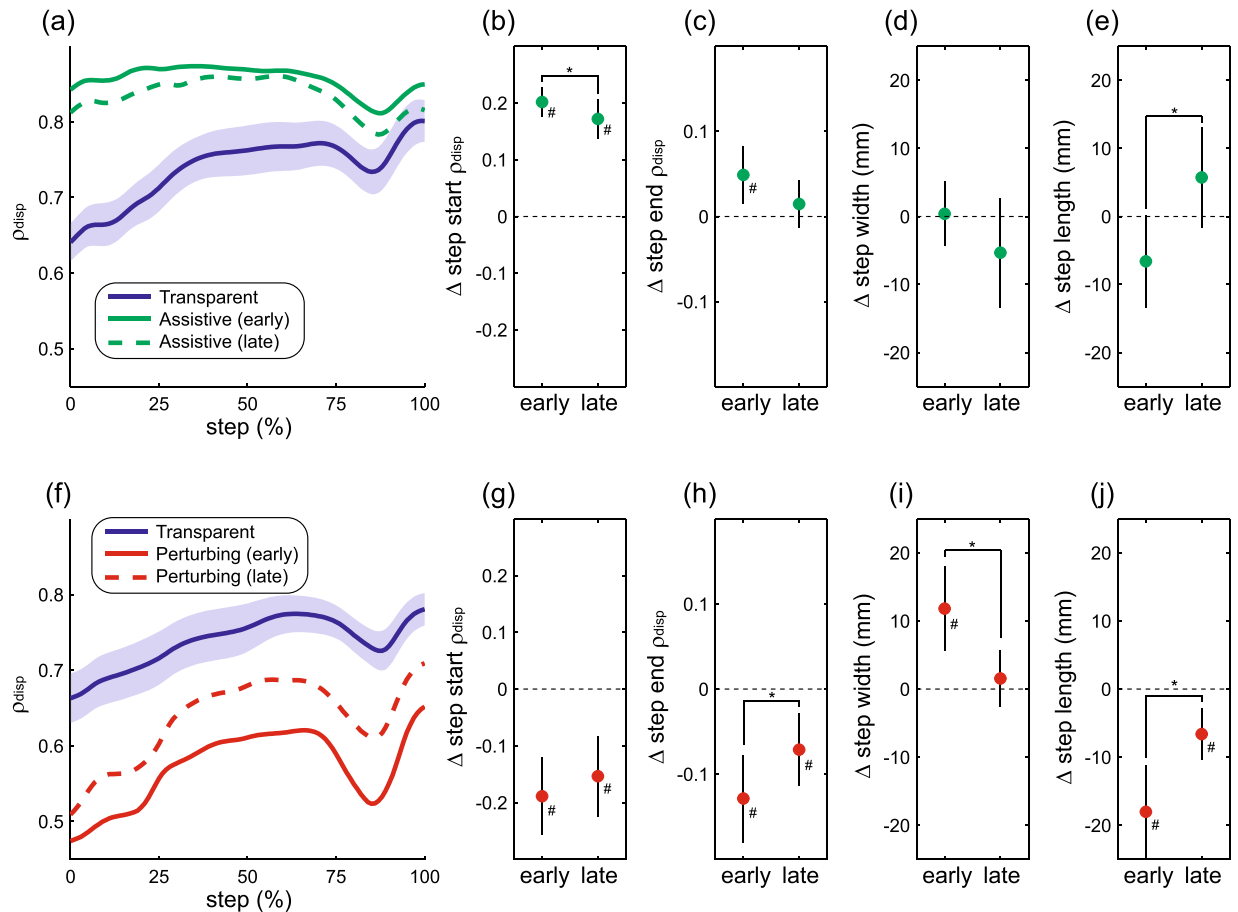 (a)
ρdisp
0.8
0.7
0.6
0.5
Transparent
Assistive (early)
Assistive (late)
0 25 50 75 100
step (%)
(b)
Δ step start ρdisp
0.2
0.1
0
-0.1
-0.2
*
#
#
early late
(c)
Δ step end ρdisp
0.1
0
-0.1
#
early late
(d)
Δ step width (mm)
20
10
0
-10
-20
early late
(e)
Δ step length (mm)
20
10
0
-10
-20
*
early late
(f)
ρdisp
0.8
0.7
0.6
0.5
Transparent
Perturbing (early)
Perturbing (late)
0 25 50 75 100
step (%)
(g)
Δ step start ρdisp
0.2
0.1
0
-0.1
-0.2
#
#
early late
(h)
Δ step end ρdisp
0.1
0
-0.1
*
#
#
early late
(i)
Δ step width (mm)
20
10
0
-10
-20
*
#
early late
(j)
Δ step length (mm)
20
10
0
-10
-20
*
#
#
early late